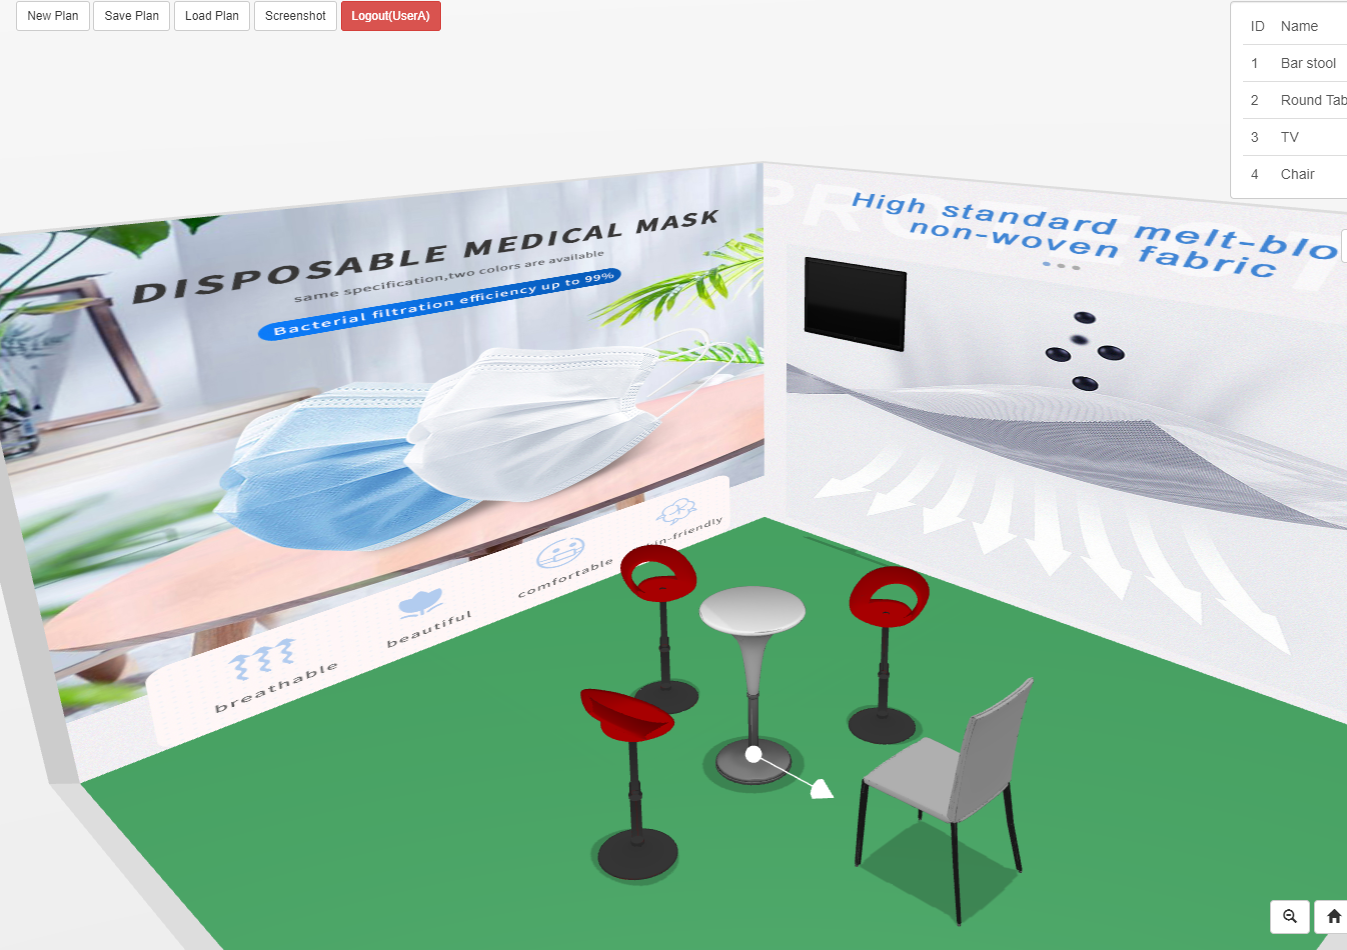 New Plan
Save Plan
Load Plan
Screenshot
Logout(UserA)
ID Name
1 Bar stool
2 Round Tab
3 TV
4 Chair
DISPOSABLE MEDICAL MASK
same specification,two colors are available
Bacterial filtration efficiency up to 99%
breathable
beautiful
comfortable
in-friendly
High standard melt-blo
non-woven fabric